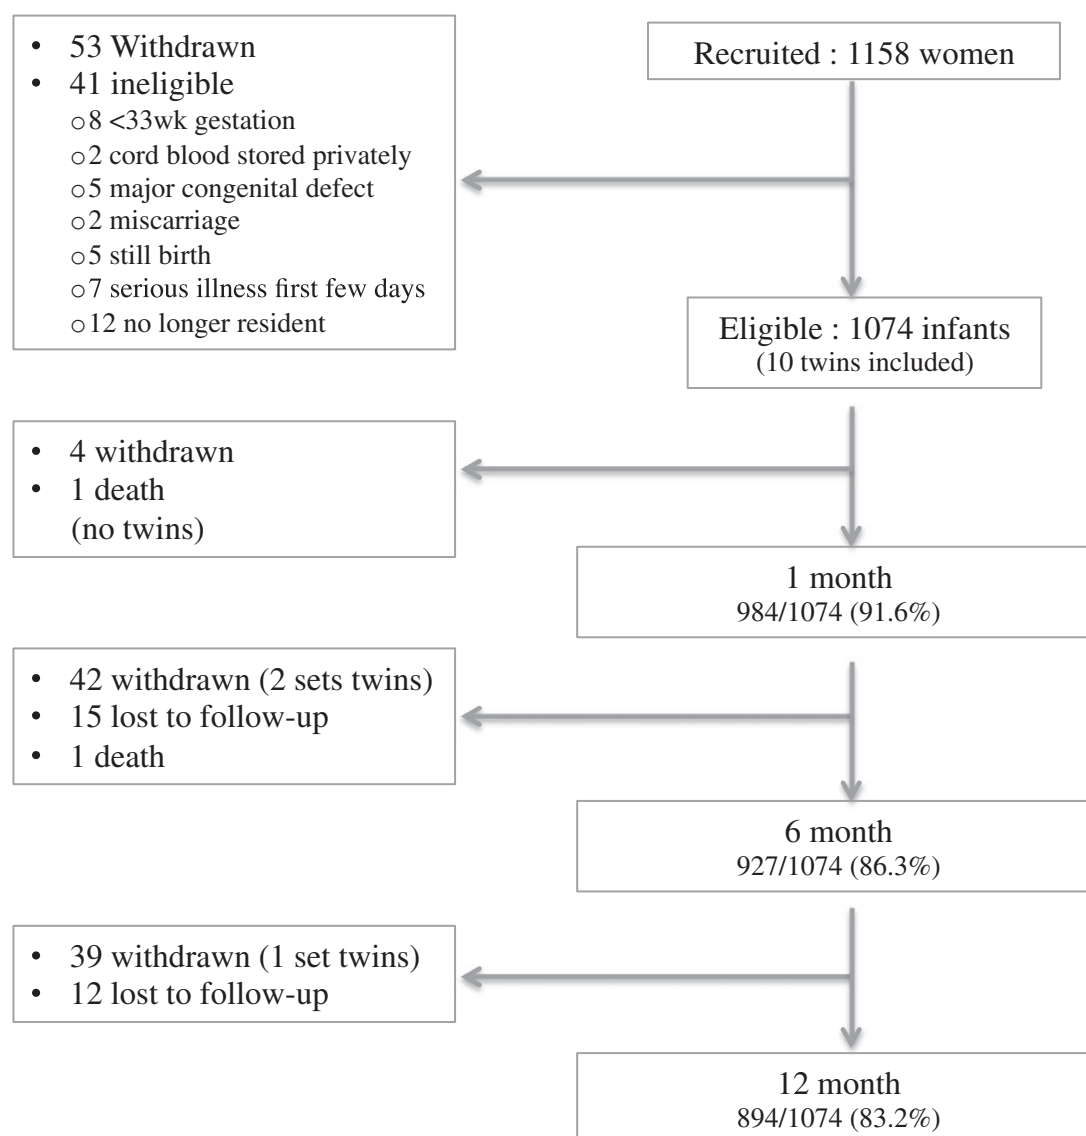 • 53 Withdrawn
• 41 ineligible
○ 8 <33wk gestation
○ 2 cord blood stored privately
○ 5 major congenital defect
○ 2 miscarriage
○ 5 still birth
○ 7 serious illness first few days
○ 12 no longer resident
Recruited : 1158 women
Eligible : 1074 infants
(10 twins included)
• 4 withdrawn
• 1 death
(no twins)
1 month
984/1074 (91.6%)
• 42 withdrawn (2 sets twins)
• 15 lost to follow-up
• 1 death
6 month
927/1074 (86.3%)
• 39 withdrawn (1 set twins)
• 12 lost to follow-up
12 month
894/1074 (83.2%)